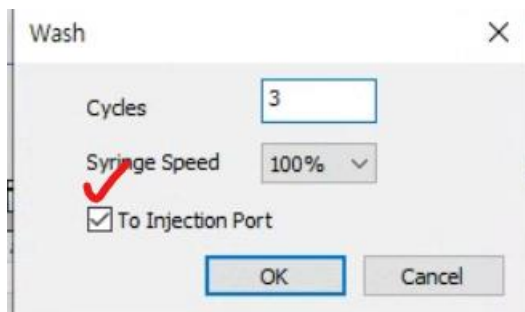 Wash
Cycles 3
Syringe Speed 100%
To Injection Port
OK Cancel